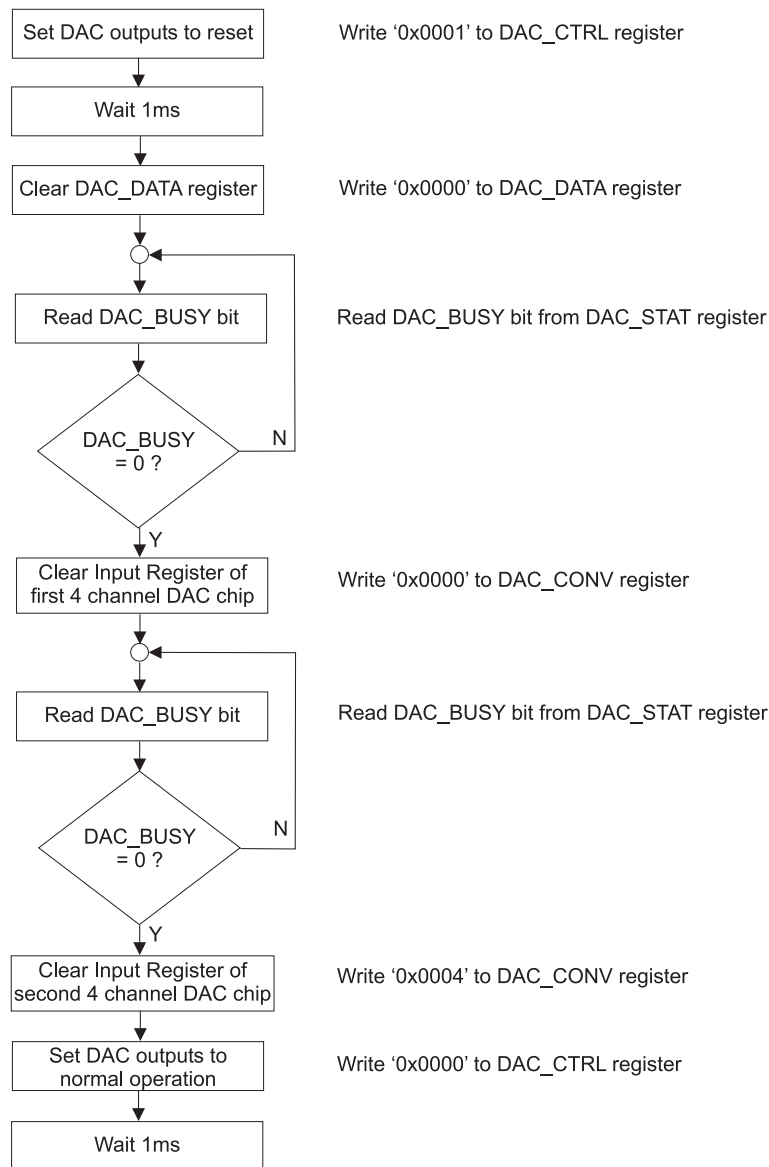 Set DAC outputs to reset
Write ‘0x0001’ to DAC_CTRL register
Wait 1ms
Clear DAC_DATA register
Write ‘0x0000’ to DAC_DATA register
Read DAC_BUSY bit
Read DAC_BUSY bit from DAC_STAT register
DAC_BUSY
= 0 ?
N
Y
Clear Input Register of
first 4 channel DAC chip
Write ‘0x0000’ to DAC_CONV register
Read DAC_BUSY bit
Read DAC_BUSY bit from DAC_STAT register
DAC_BUSY
= 0 ?
N
Y
Clear Input Register of
second 4 channel DAC chip
Write ‘0x0004’ to DAC_CONV register
Set DAC outputs to
normal operation
Write ‘0x0000’ to DAC_CTRL register
Wait 1ms